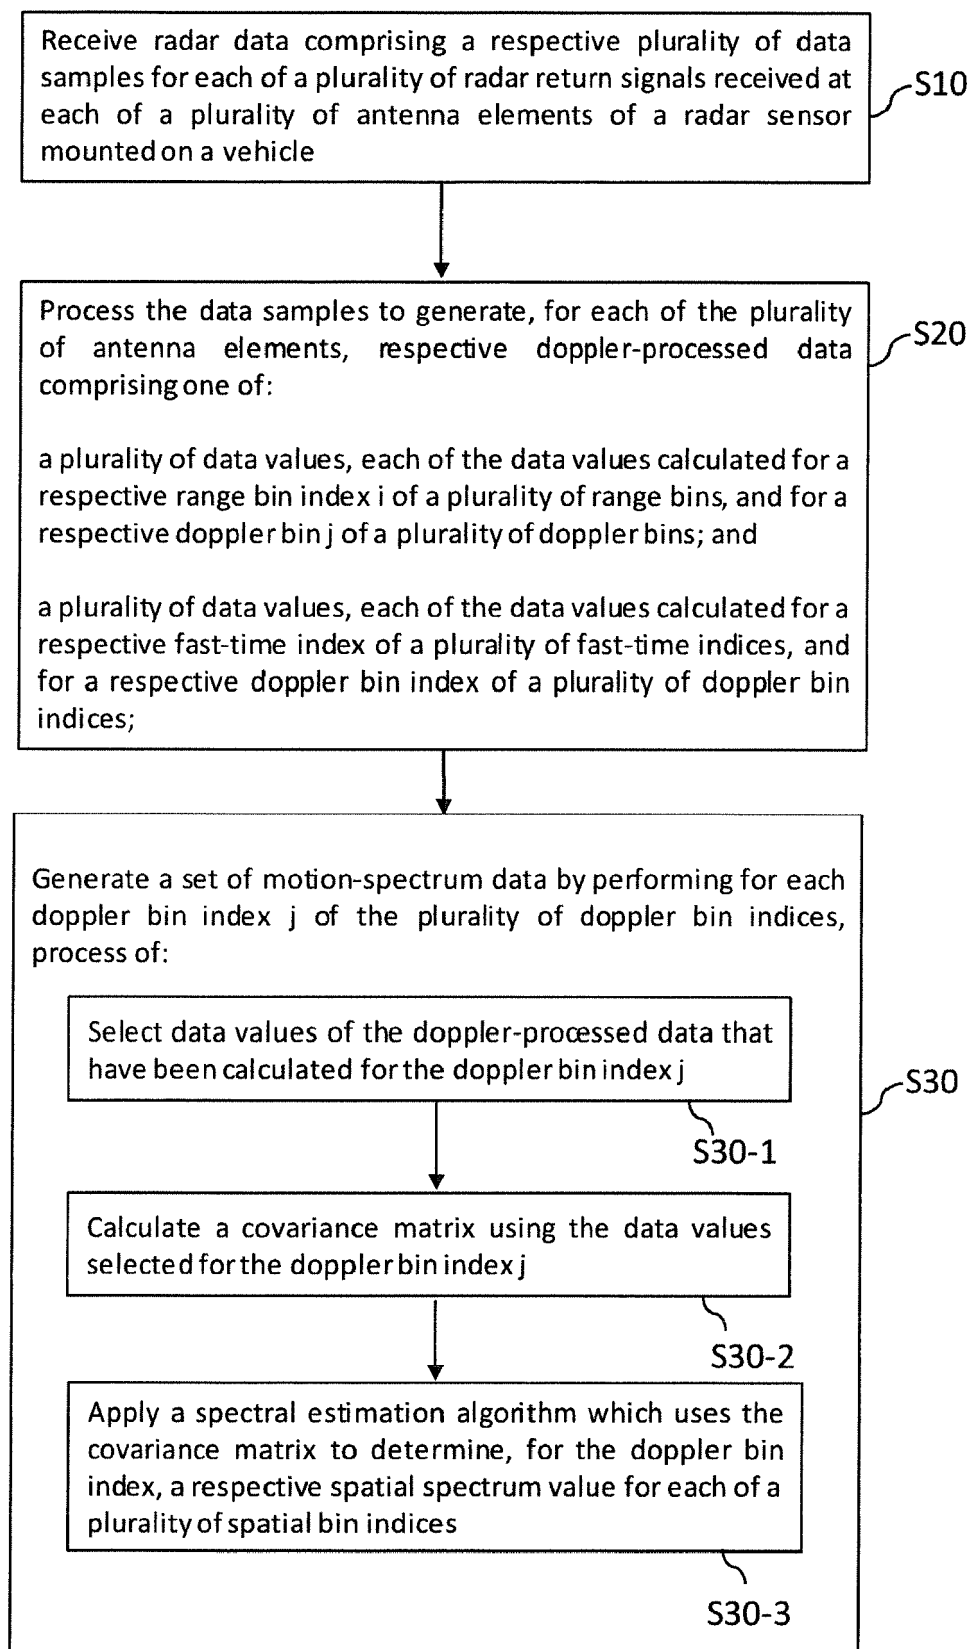 Receive radar data comprising a respective plurality of data
samples for each of a plurality of radar return signals received at
each of a plurality of antenna elements of a radar sensor
mounted on a vehicle
S10
Process the data samples to generate, for each of the plurality
of antenna elements, respective doppler-processed data
comprising one of:
S20
a plurality of data values, each of the data values calculated for a
respective range bin index i of a plurality of range bins, and for a
respective doppler bin j of a plurality of doppler bins; and
a plurality of data values, each of the data values calculated for a
respective fast-time index of a plurality of fast-time indices, and
for a respective doppler bin index of a plurality of doppler bin
indices;
Generate a set of motion-spectrum data by performing for each
doppler bin index j of the plurality of doppler bin indices,
process of:
Select data values of the doppler-processed data that
have been calculated for the doppler bin index j
S30
S30-1
Calculate a covariance matrix using the data values
selected for the doppler bin index j
S30-2
Apply a spectral estimation algorithm which uses the
covariance matrix to determine, for the doppler bin
index, a respective spatial spectrum value for each of a
plurality of spatial bin indices
S30-3